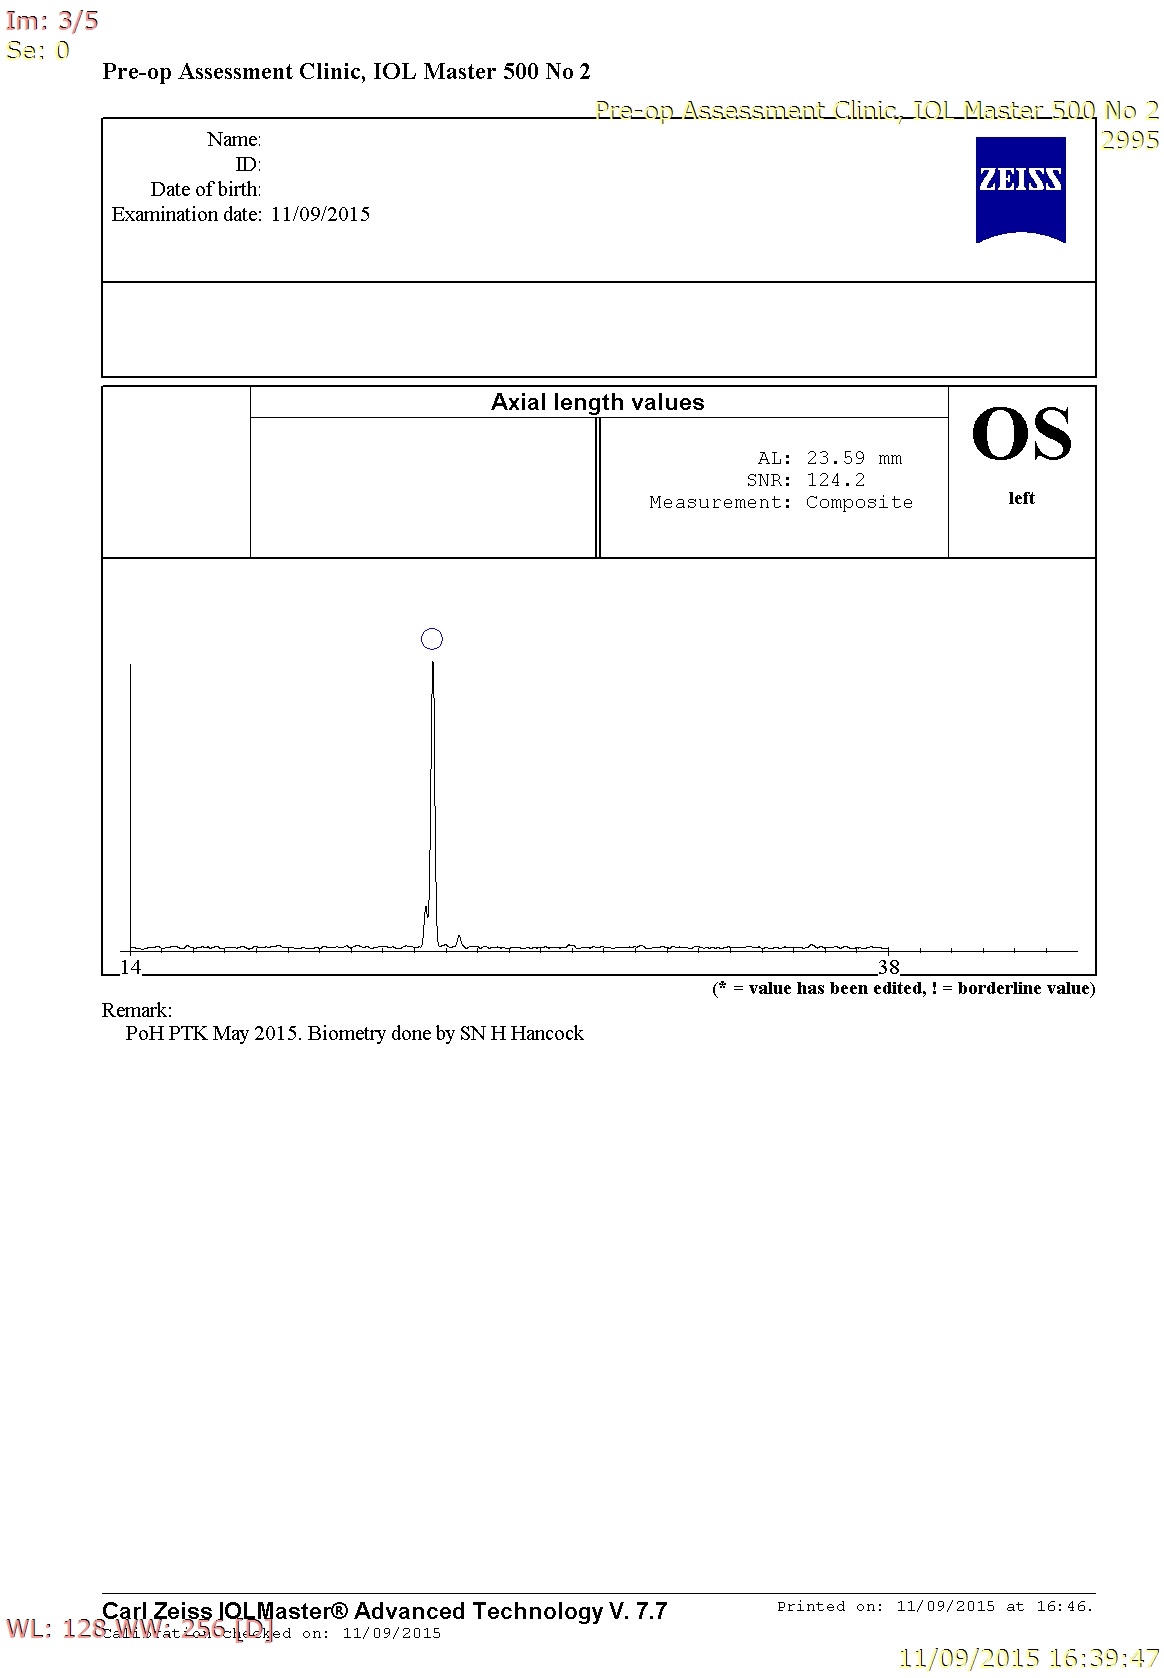 Im: 3/5
Se: 0
Pre-op Assessment Clinic, IOL Master 500 No 2
Pre-op Assessment Clinic, IOL Master 500 No 2
2995
Name:
ID:
Date of birth:
Examination date: 11/09/2015
ZEISS
Axial length values
OS
left
AL: 23.59 mm
SNR: 124.2
Measurement: Composite
14
38
(* = value has been edited, ! = borderline value)
Remark:
PoH PTK May 2015. Biometry done by SN H Hancock
Carl Zeiss IOLMaster® Advanced Technology V. 7.7
Printed on: 11/09/2015 at 16:46.
WL: 128 WW: 256 [D]
Calibration checked on: 11/09/2015
11/09/2015 16:39:47